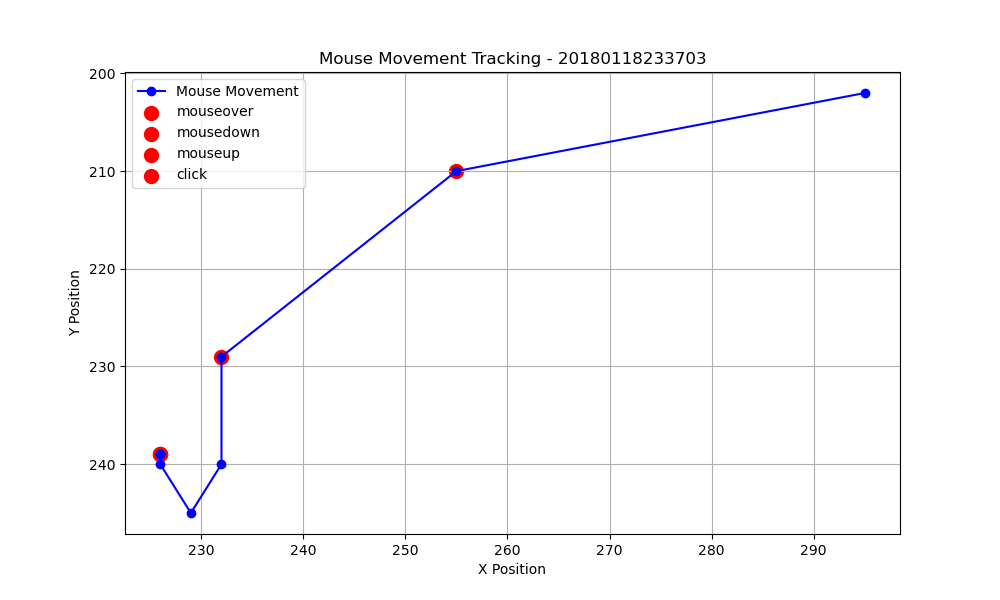 Mouse Movement Tracking - 20180118233703
Mouse Movement
mouseover
mousedown
mouseup
click
200
210
220
230
240
Y Position
230 240 250 260 270 280 290
X Position